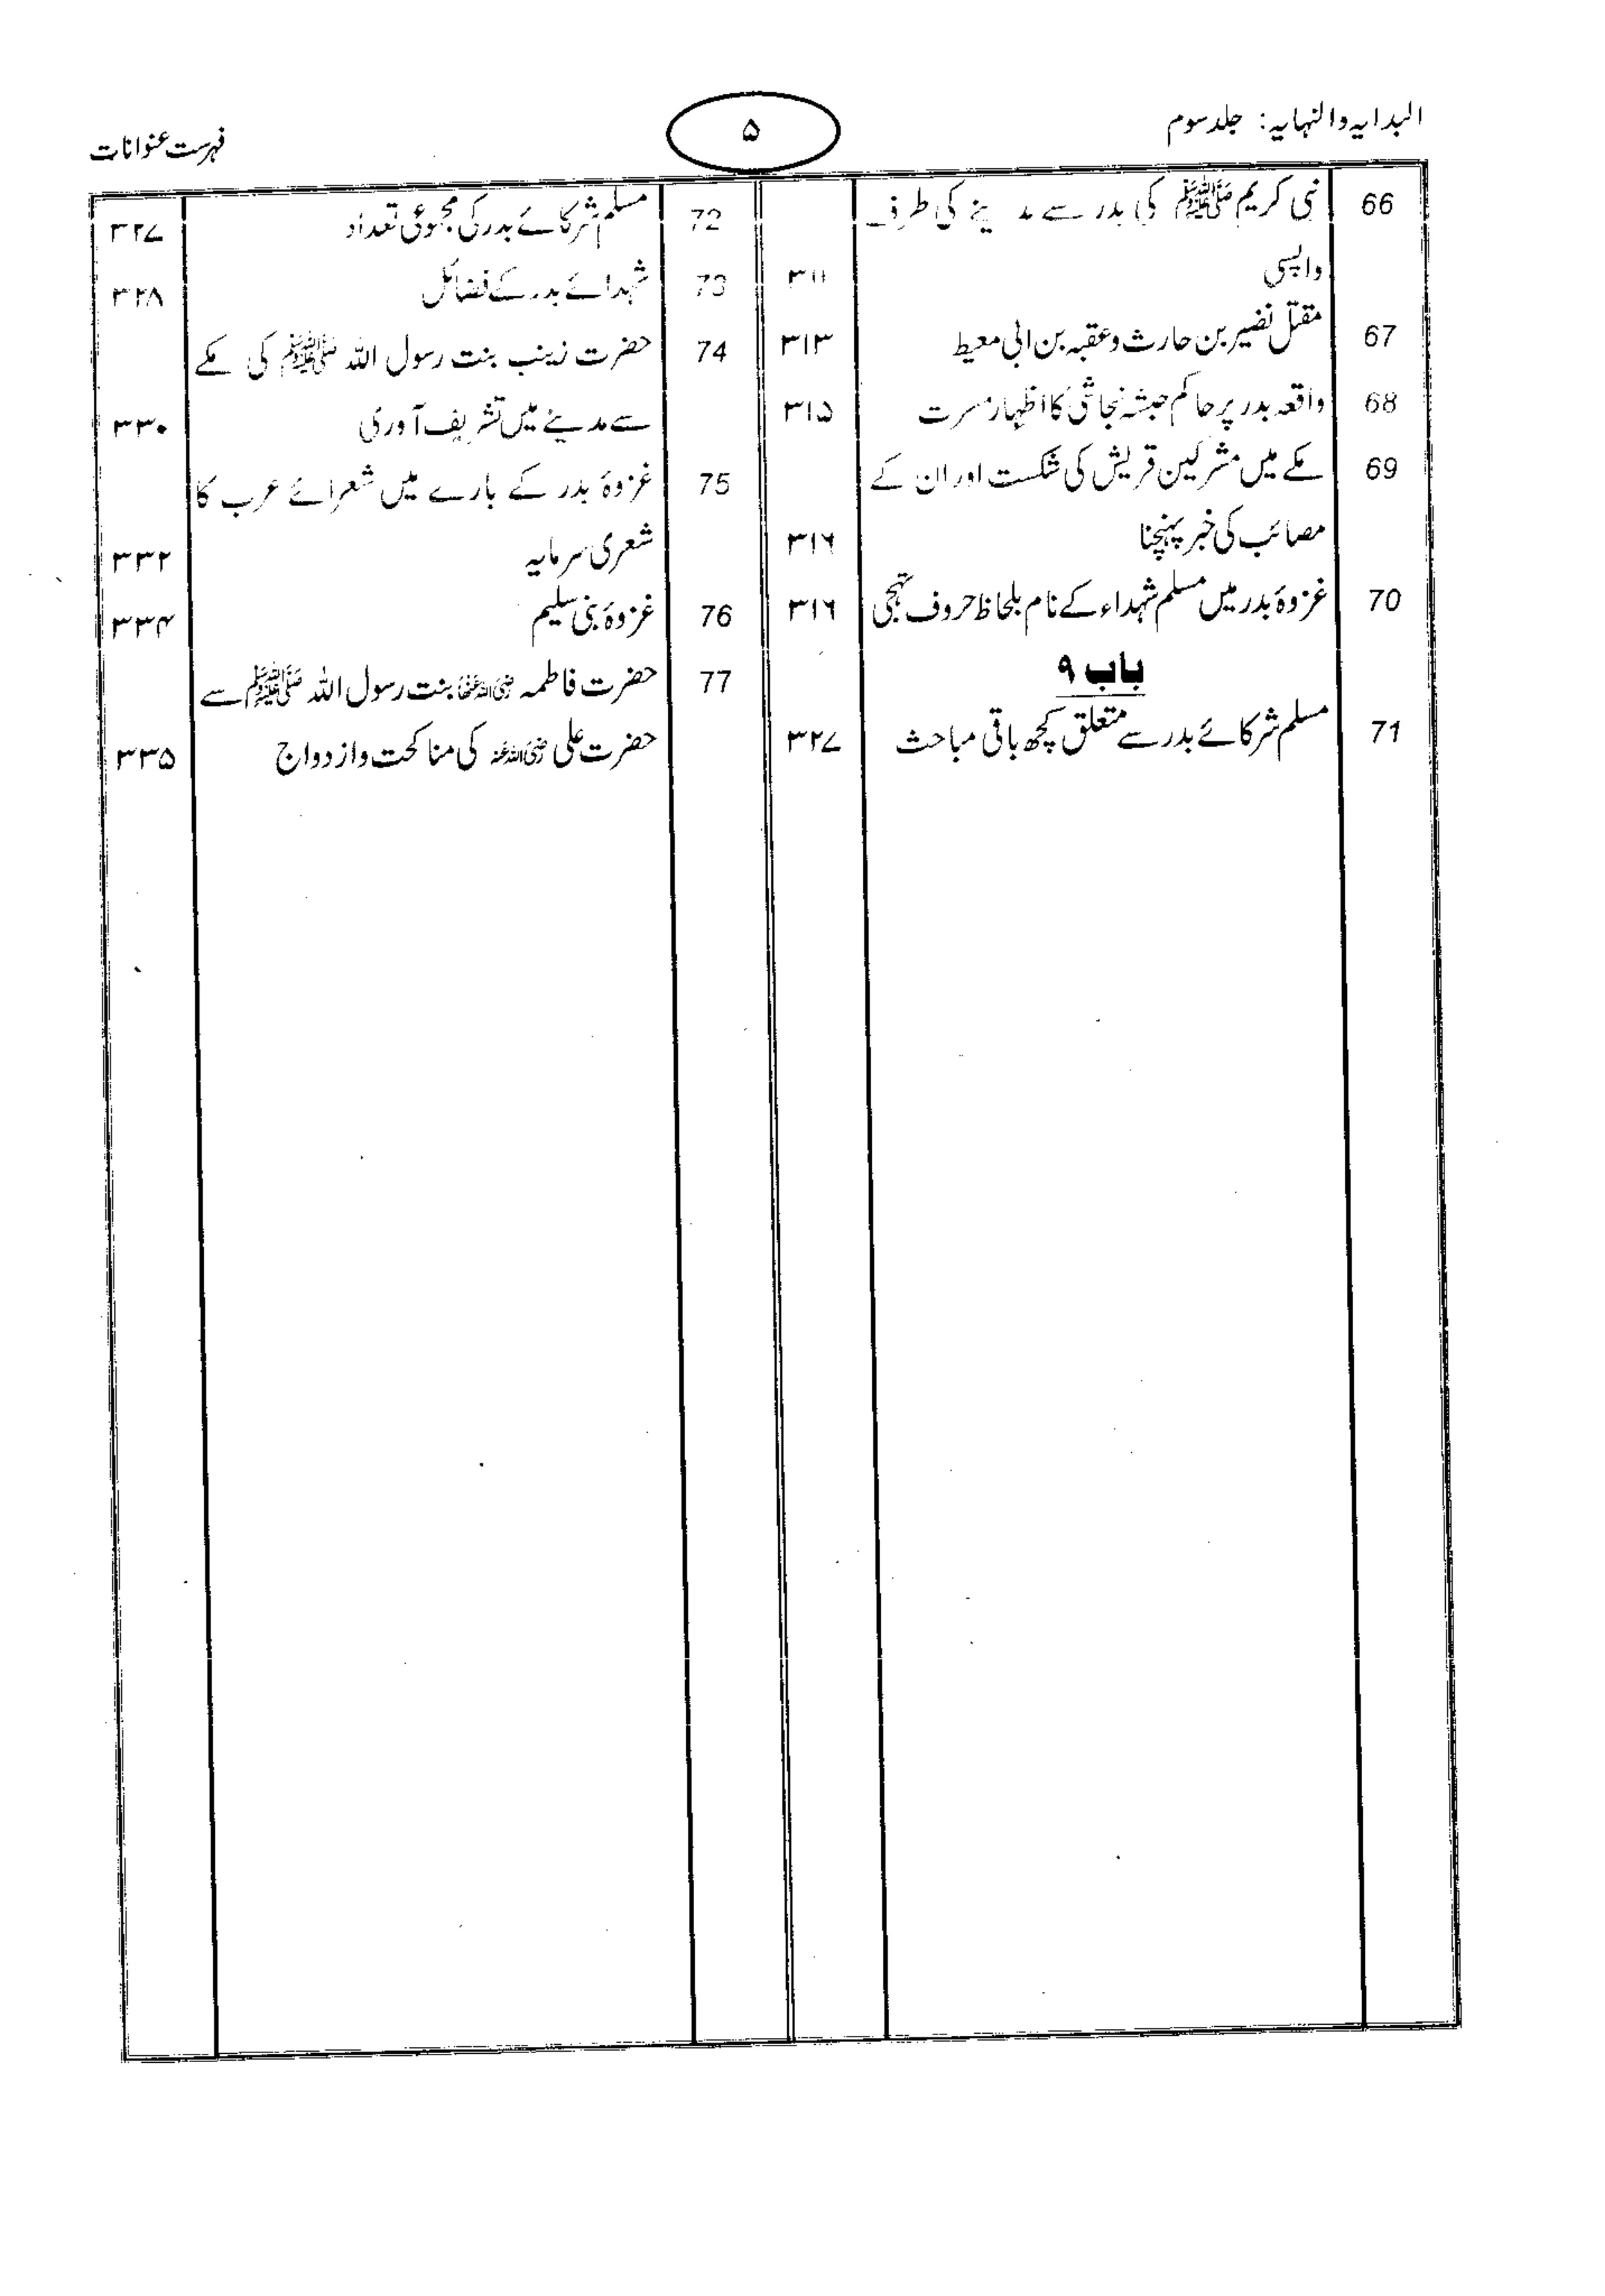 البدایہ والنہایہ: جلد سوم
۵
فہرست عنوانات
66 نبی کریم ﷺ کی بدر سے مدینے کی طرف
واپسی ۳۱۱
67 مقتل نضیر بن حارث و عقبہ بن ابی معیط ۳۱۳
68 واقعہ بدر پر حاکم حبشہ نجاشی کا اظہار مسرت ۳۱۵
69 مکے میں مشرکین قریش کی شکست اور ان کے
مصائب کی خبر پہنچنا ۳۱۶
70 غزوۂ بدر میں مسلم شہداء کے نام بلحاظ حروف تہجی ۳۱۶
باب ۹
71 مسلم شرکائے بدر سے متعلق کچھ باقی مباحث ۳۲۷
72 مسلم شرکائے بدر کی مجموعی تعداد ۳۲۷
73 شہدائے بدر کے فضائل ۳۲۸
74 حضرت زینب بنت رسول اللہ ﷺ کی مکے
سے مدینے میں تشریف آوری ۳۳۰
75 غزوۂ بدر کے بارے میں شعرائے عرب کا
شعری سرمایہ ۳۳۲
76 غزوۂ بنی سلیم ۳۳۴
77 حضرت فاطمہ رضی اللہ عنہا بنت رسول اللہ ﷺ سے
حضرت علی رضی اللہ عنہ کی مناکحت وازدواج ۳۳۵